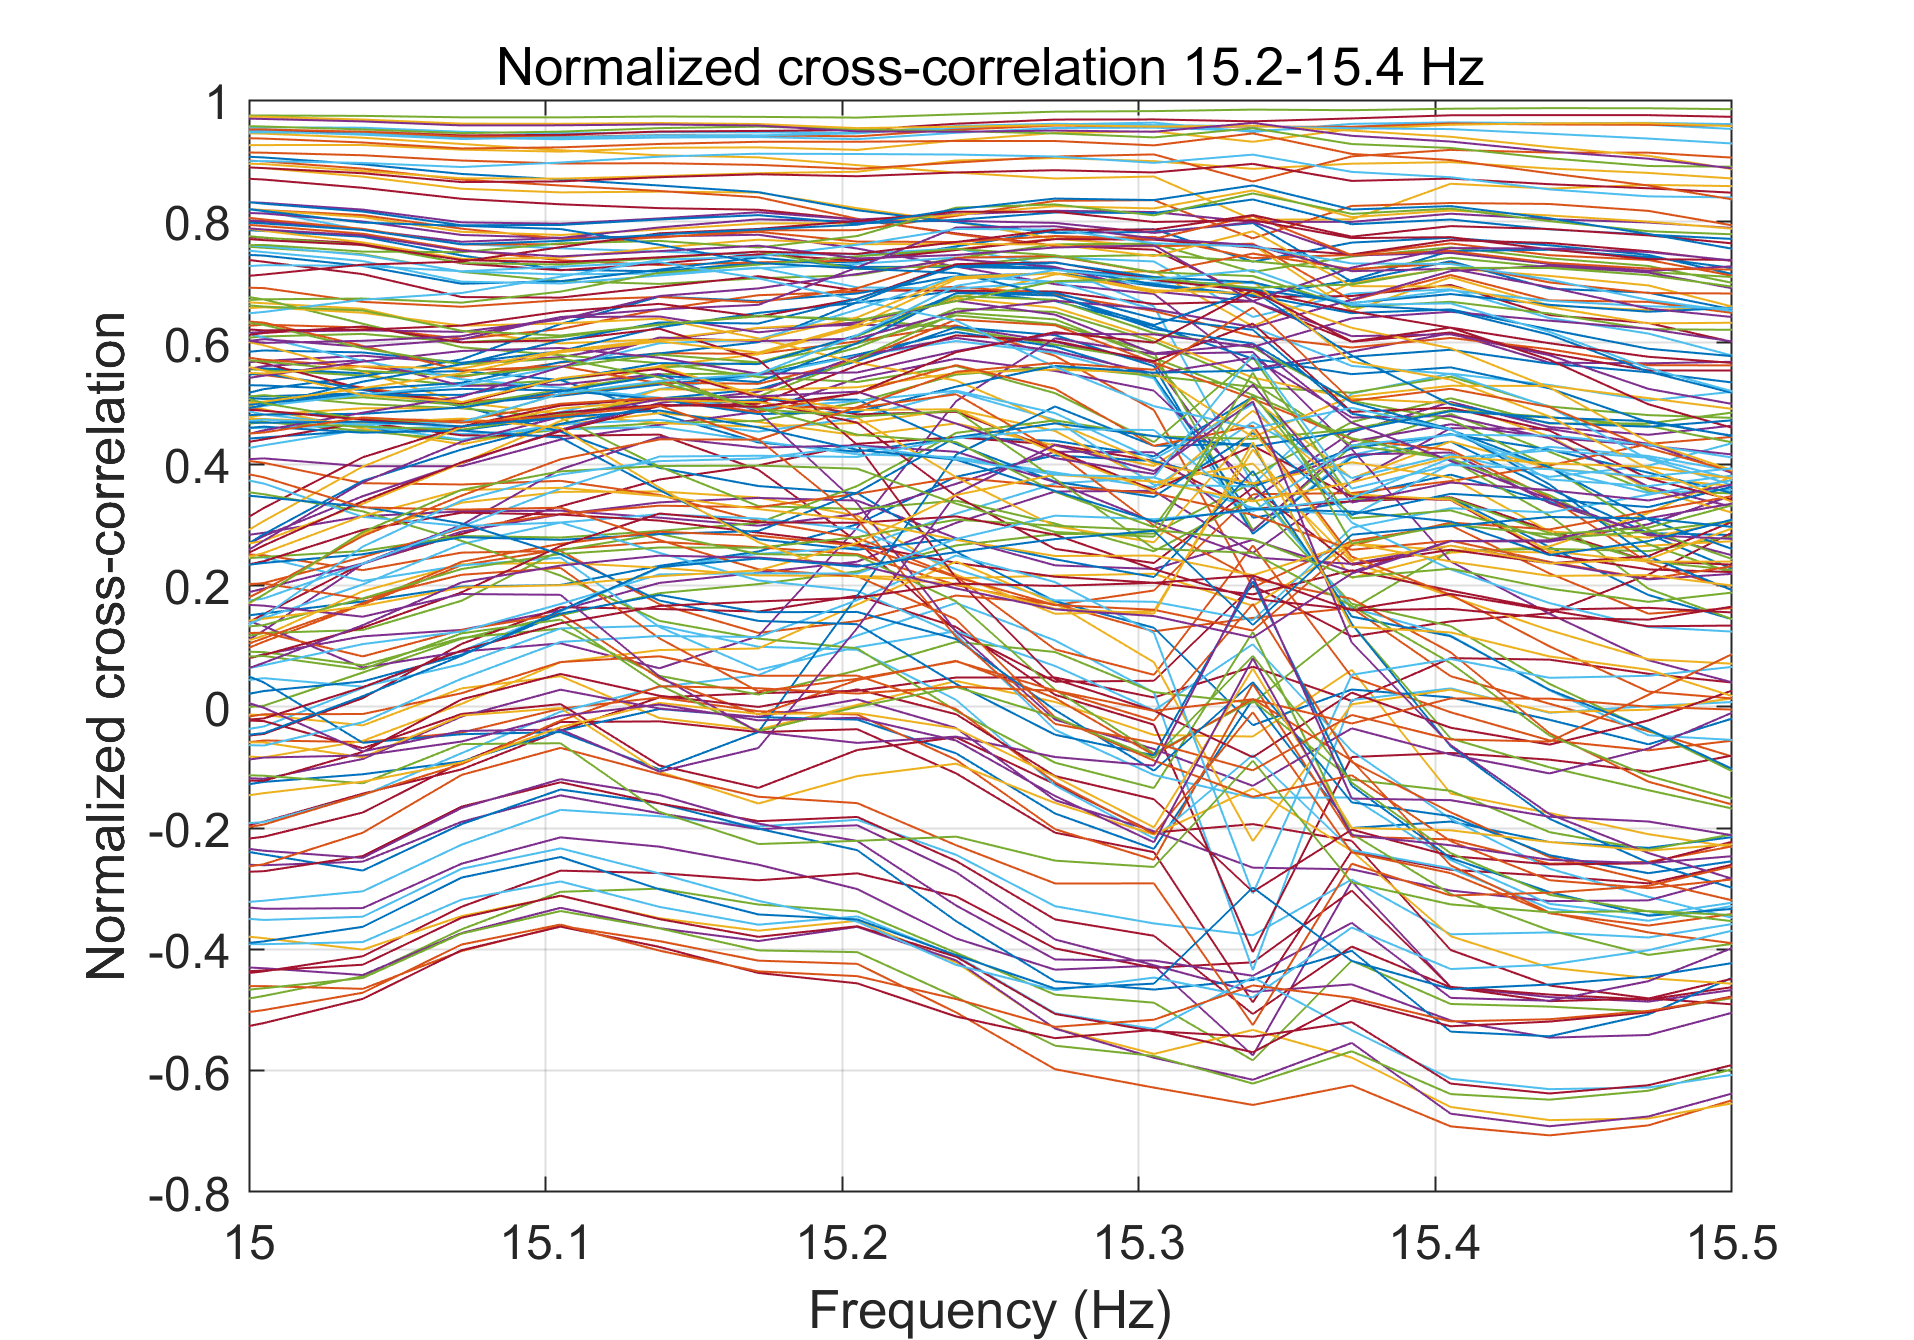 Normalized cross-correlation 15.2-15.4 Hz
1
0.8
0.6
0.4
0.2
0
-0.2
-0.4
-0.6
-0.8
Normalized cross-correlation
15 15.1 15.2 15.3 15.4 15.5
Frequency (Hz)